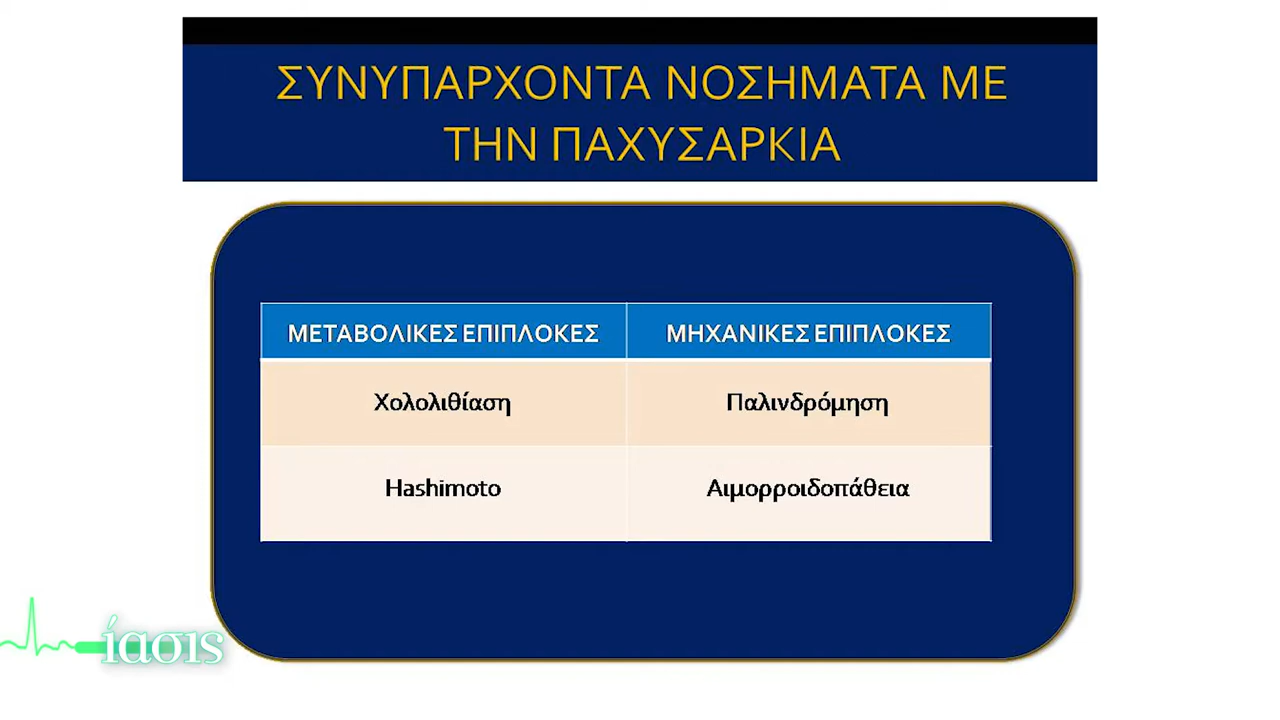 ΣΥΝΥΠΑΡΧΟΝΤΑ ΝΟΣΗΜΑΤΑ ΜΕ
ΤΗΝ ΠΑΧΥΣΑΡΚΙΑ
ΜΕΤΑΒΟΛΙΚΕΣ ΕΠΙΠΛΟΚΕΣ
ΜΗΧΑΝΙΚΕΣ ΕΠΙΠΛΟΚΕΣ
Χολολιθίαση
Παλινδρόμηση
Hashimoto
Αιμορροιδοπάθεια
ίασις